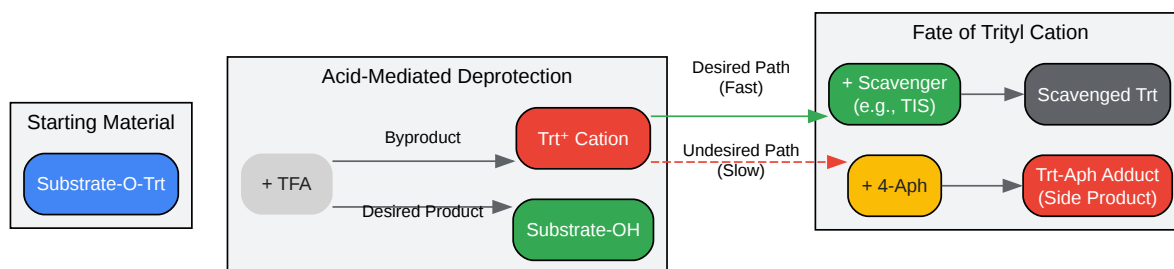 Starting Material
Substrate-O-Trt
Acid-Mediated Deprotection
+ TFA
Byproduct
Desired Product
Trt⁺ Cation
Substrate-OH
Desired Path
(Fast)
Undesired Path
(Slow)
Fate of Trityl Cation
+ Scavenger
(e.g., TIS)
Scavenged Trt
+ 4-Aph
Trt-Aph Adduct
(Side Product)